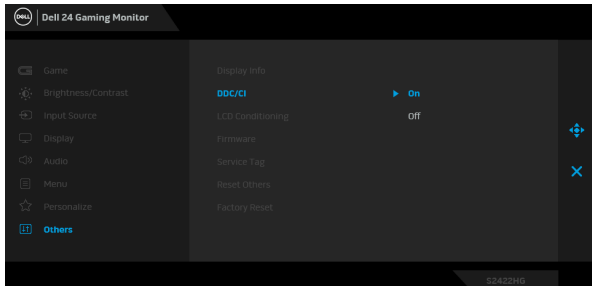 DELL
Dell 24 Gaming Monitor
Game
Brightness/Contrast
Input Source
Display
Audio
Menu
Personalize
Others
Display Info
DDC/CI
On
LCD Conditioning
Off
Firmware
Service Tag
Reset Others
Factory Reset
S2422HG